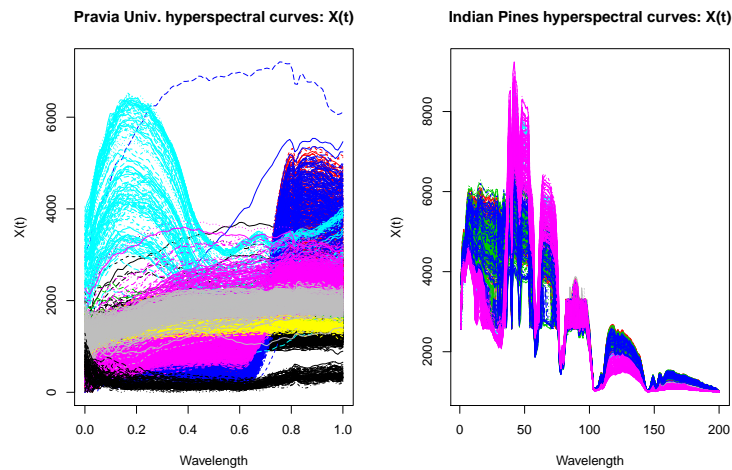 Pravia Univ. hyperspectral curves: X(t)
X(t)
6000
4000
2000
0
0.0 0.2 0.4 0.6 0.8 1.0
Wavelength
Indian Pines hyperspectral curves: X(t)
X(t)
8000
6000
4000
2000
0 50 100 150 200
Wavelength